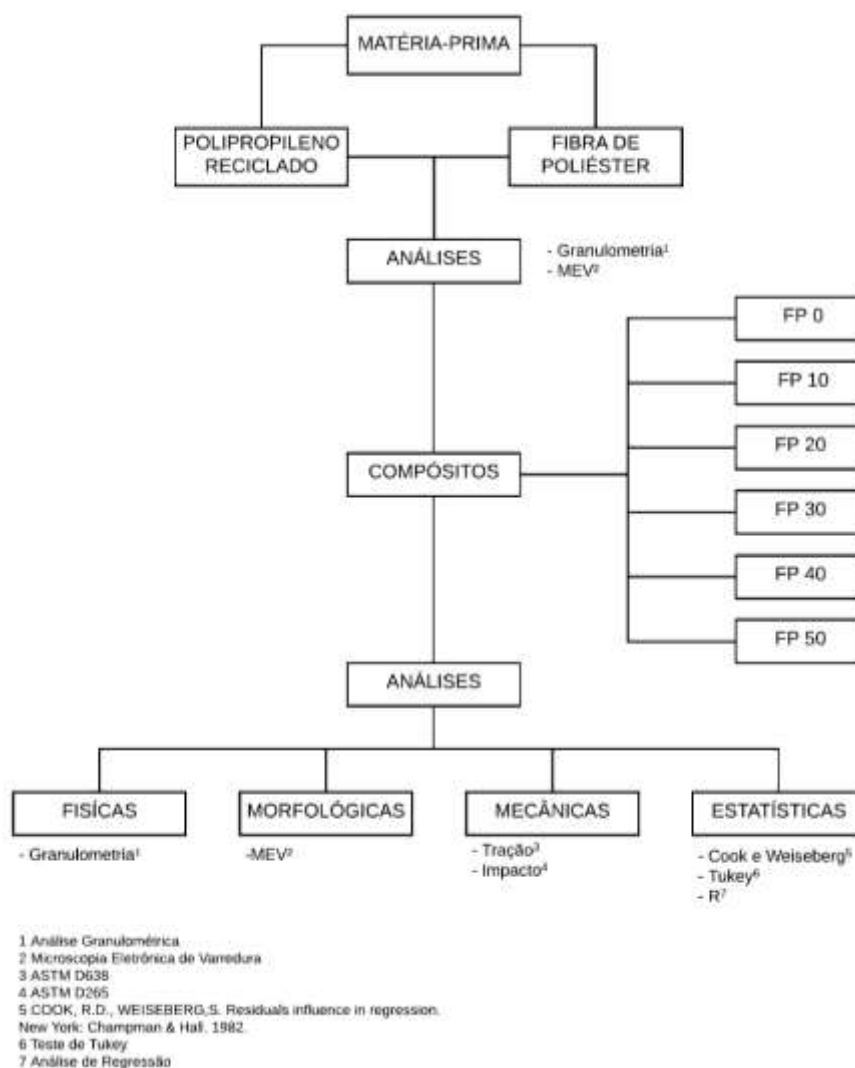 MATÉRIA-PRIMA
POLIPROPILENO
RECICLADO
FIBRA DE
POLIÉSTER
ANÁLISES
- Granulometria¹
- MEV²
FP 0
FP 10
FP 20
COMPÓSITOS
FP 30
FP 40
FP 50
ANÁLISES
FISÍCAS
- Granulometria¹
MORFOLÓGICAS
-MEV²
MECÂNICAS
- Tração³
- Impacto⁴
ESTATÍSTICAS
- Cook e Weiseberg⁵
- Tukey⁶
- R⁷
1 Análise Granulométrica
2 Microscopia Eletrônica de Varredura
3 ASTM D638
4 ASTM D265
5 COOK, R.D., WEISEBERG,S. Residuals influence in regression.
New York: Champman & Hall. 1982.
6 Teste de Tukey
7 Análise de Regressão